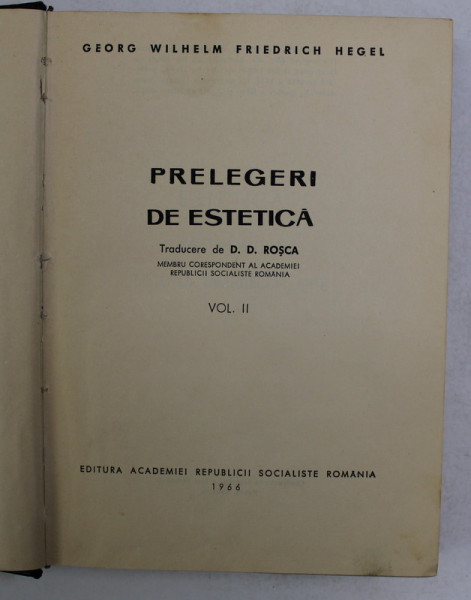 GEORG WILHELM FRIEDRICH HEGEL
PRELEGERI
DE ESTETICĂ
Traducere de D. D. ROȘCA
MEMBRU CORESPONDENT AL ACADEMIEI
REPUBLICII SOCIALISTE ROMÂNIA
VOL. II
EDITURA ACADEMIEI REPUBLICII SOCIALISTE ROMÂNIA
1966